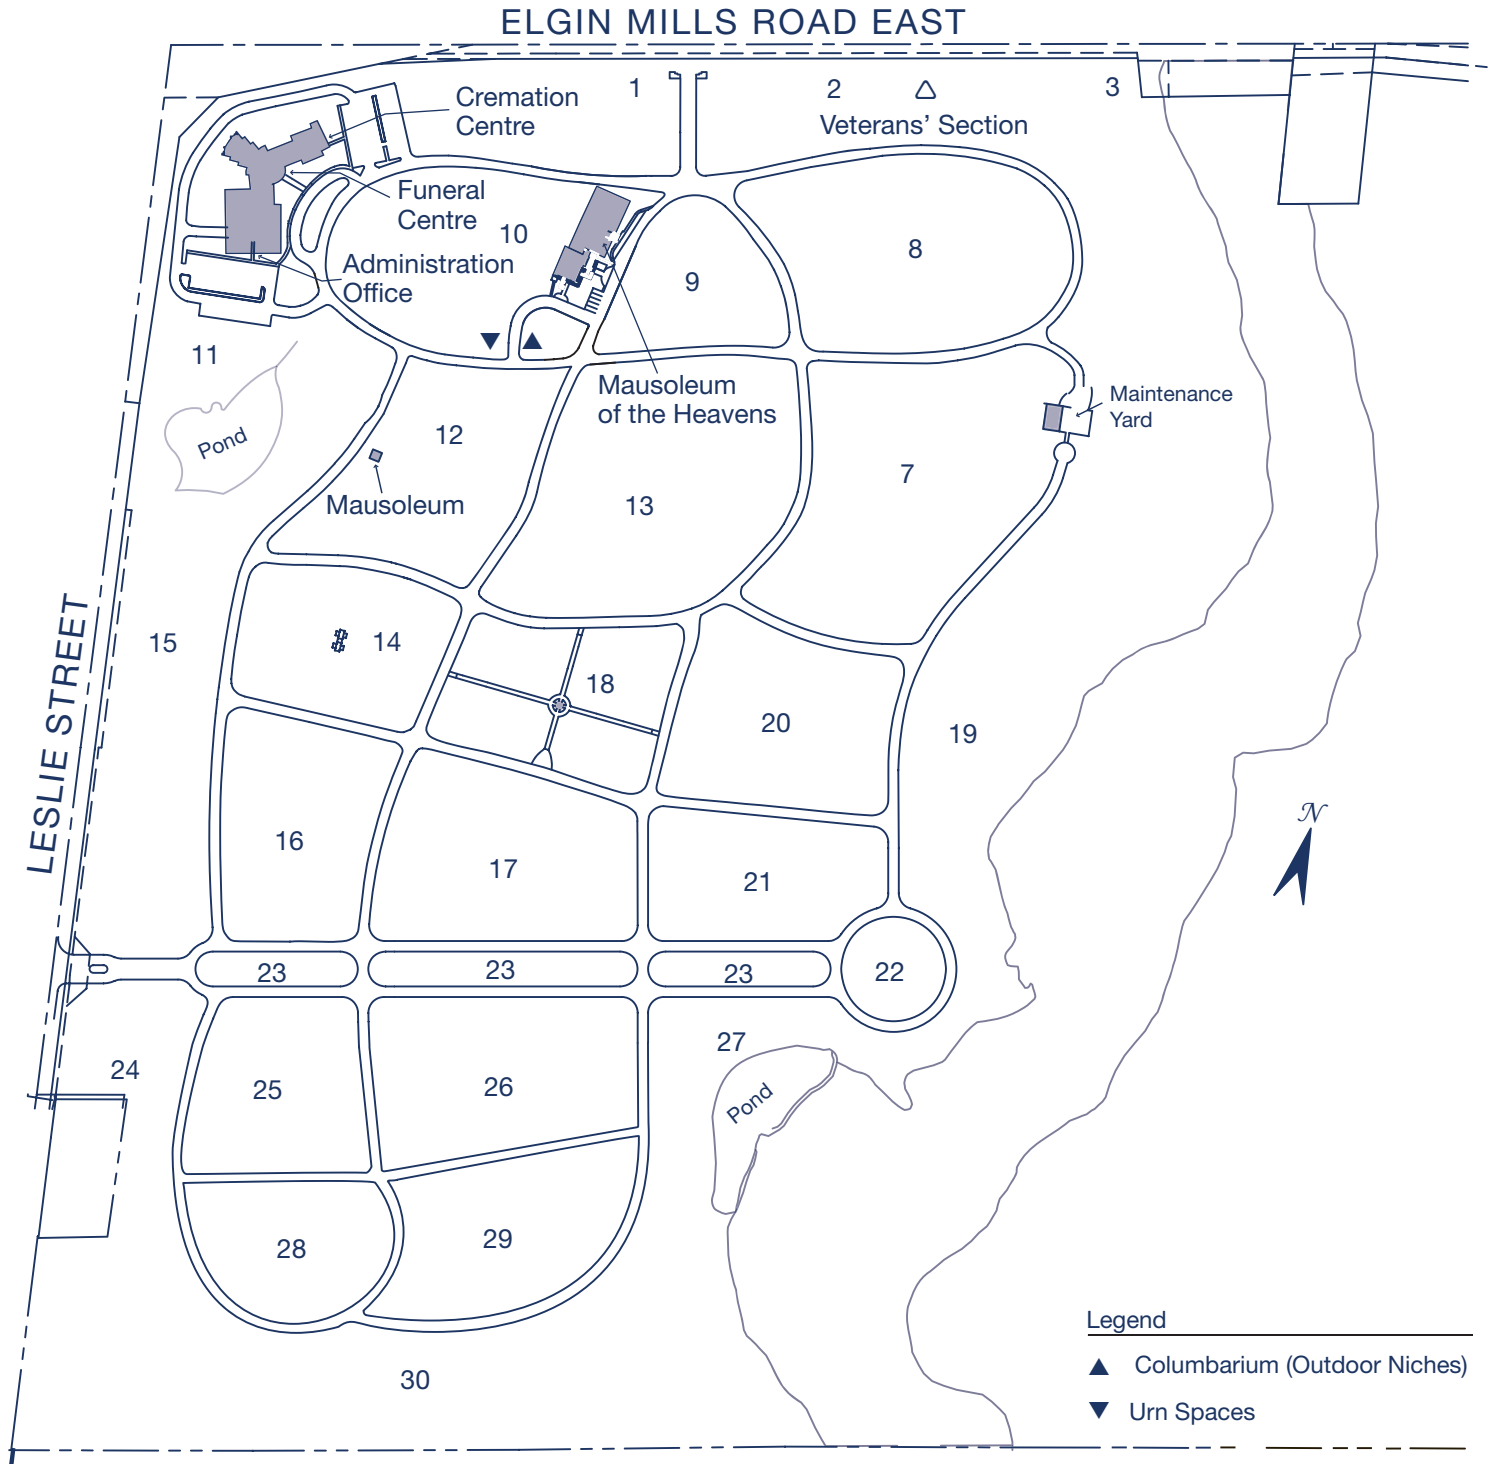 ELGIN MILLS ROAD EAST
1
2
3
Veterans’ Section
Cremation
Centre
Funeral
Centre
10
Administration
Office
9
8
11
Pond
Mausoleum
of the Heavens
Maintenance
Yard
12
Mausoleum
13
7
LESLIE STREET
15
14
18
20
19
16
17
21
N
23
23
23
22
24
25
26
27
Pond
28
29
30
Legend
Columbarium (Outdoor Niches)
Urn Spaces